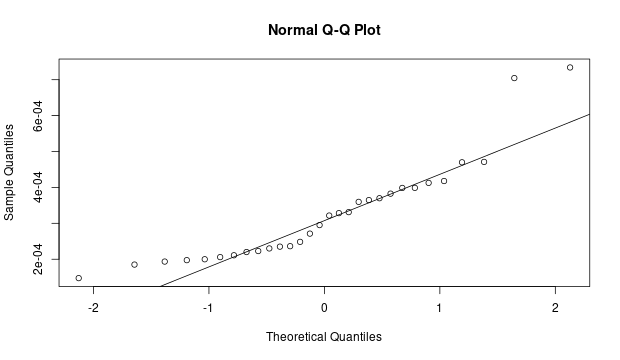 Normal Q-Q Plot
Sample Quantiles
6e-04
4e-04
2e-04
-2 -1 0 1 2
Theoretical Quantiles